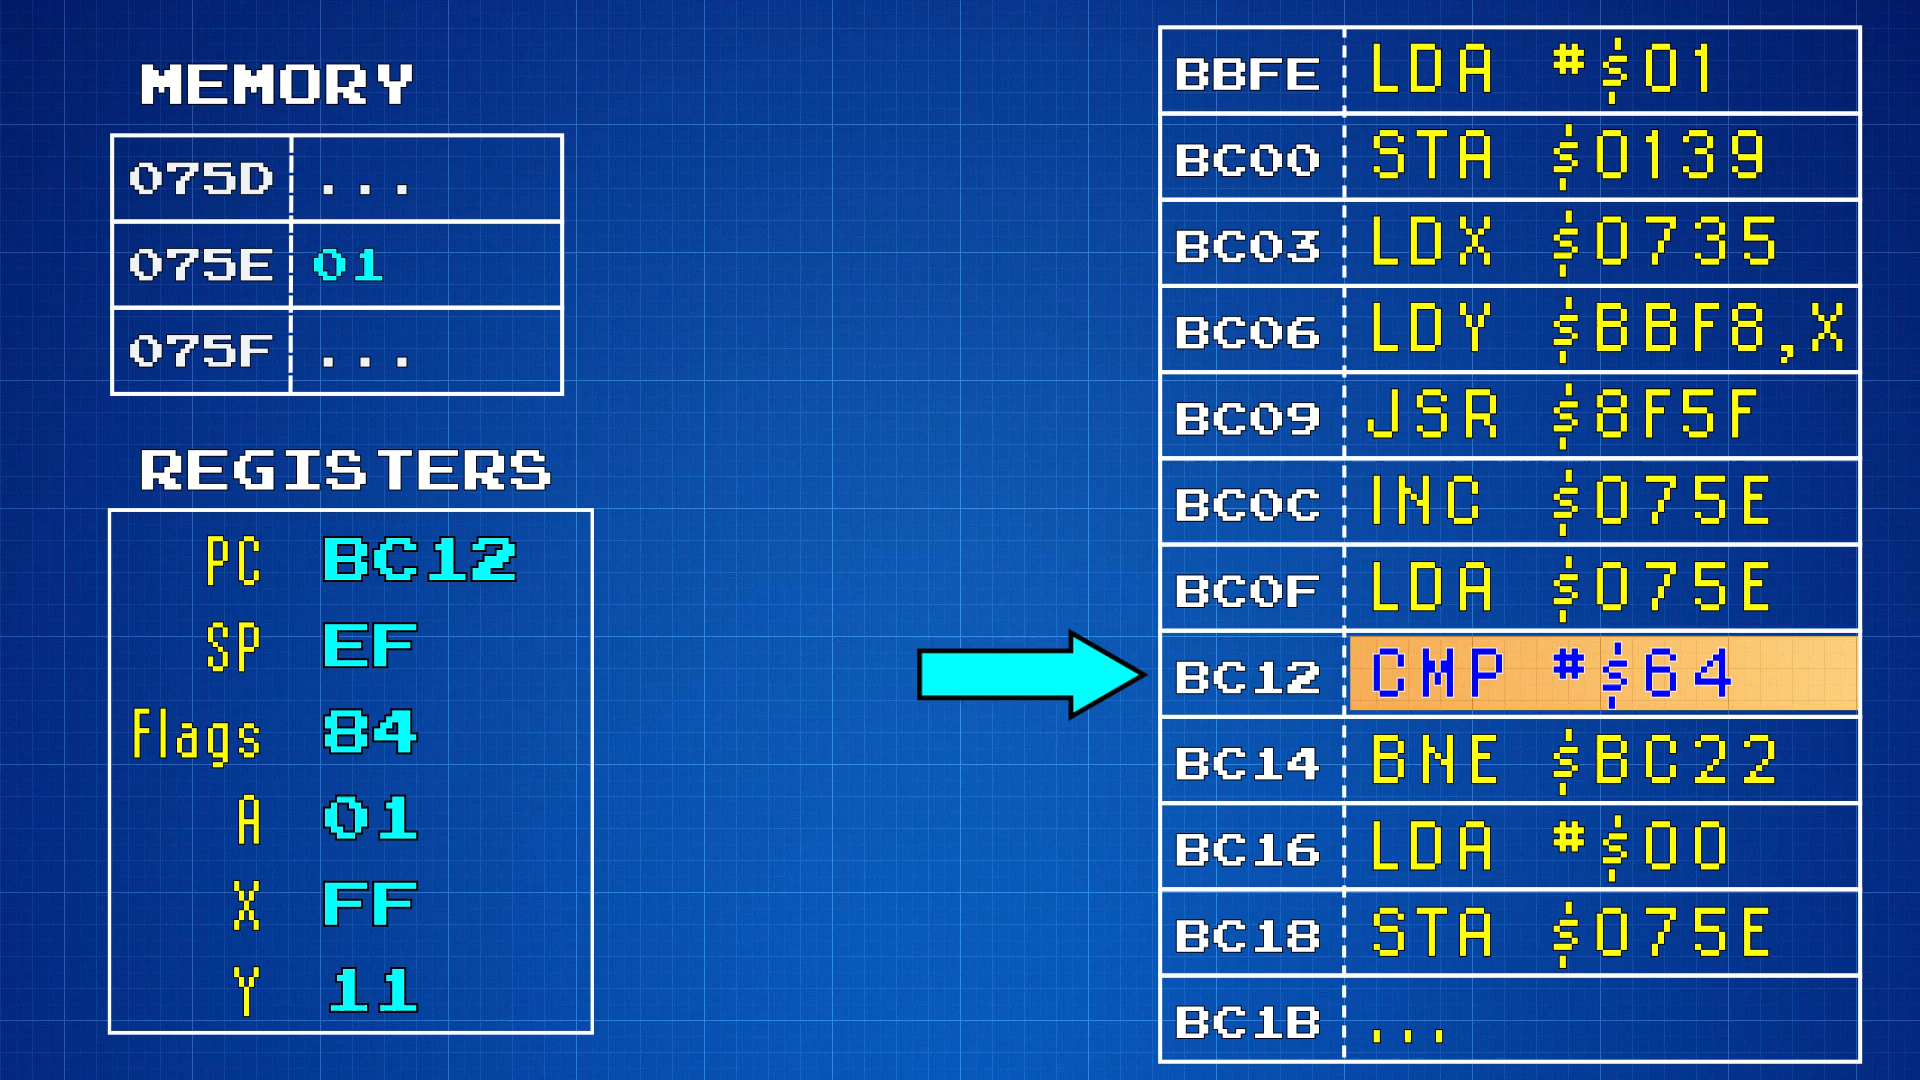 MEMORY
075D ...
075E 01
075F ...
REGISTERS
PC BC12
SP EF
Flags 84
A 01
X FF
Y 11
BBFE LDA #$01
BC00 STA $0139
BC03 LDX $0735
BC06 LDY $BBF8,X
BC09 JSR $8F5F
BC0C INC $075E
BC0F LDA $075E
BC12 CMP #$64
BC14 BNE $BC22
BC16 LDA #$00
BC18 STA $075E
BC1B ...